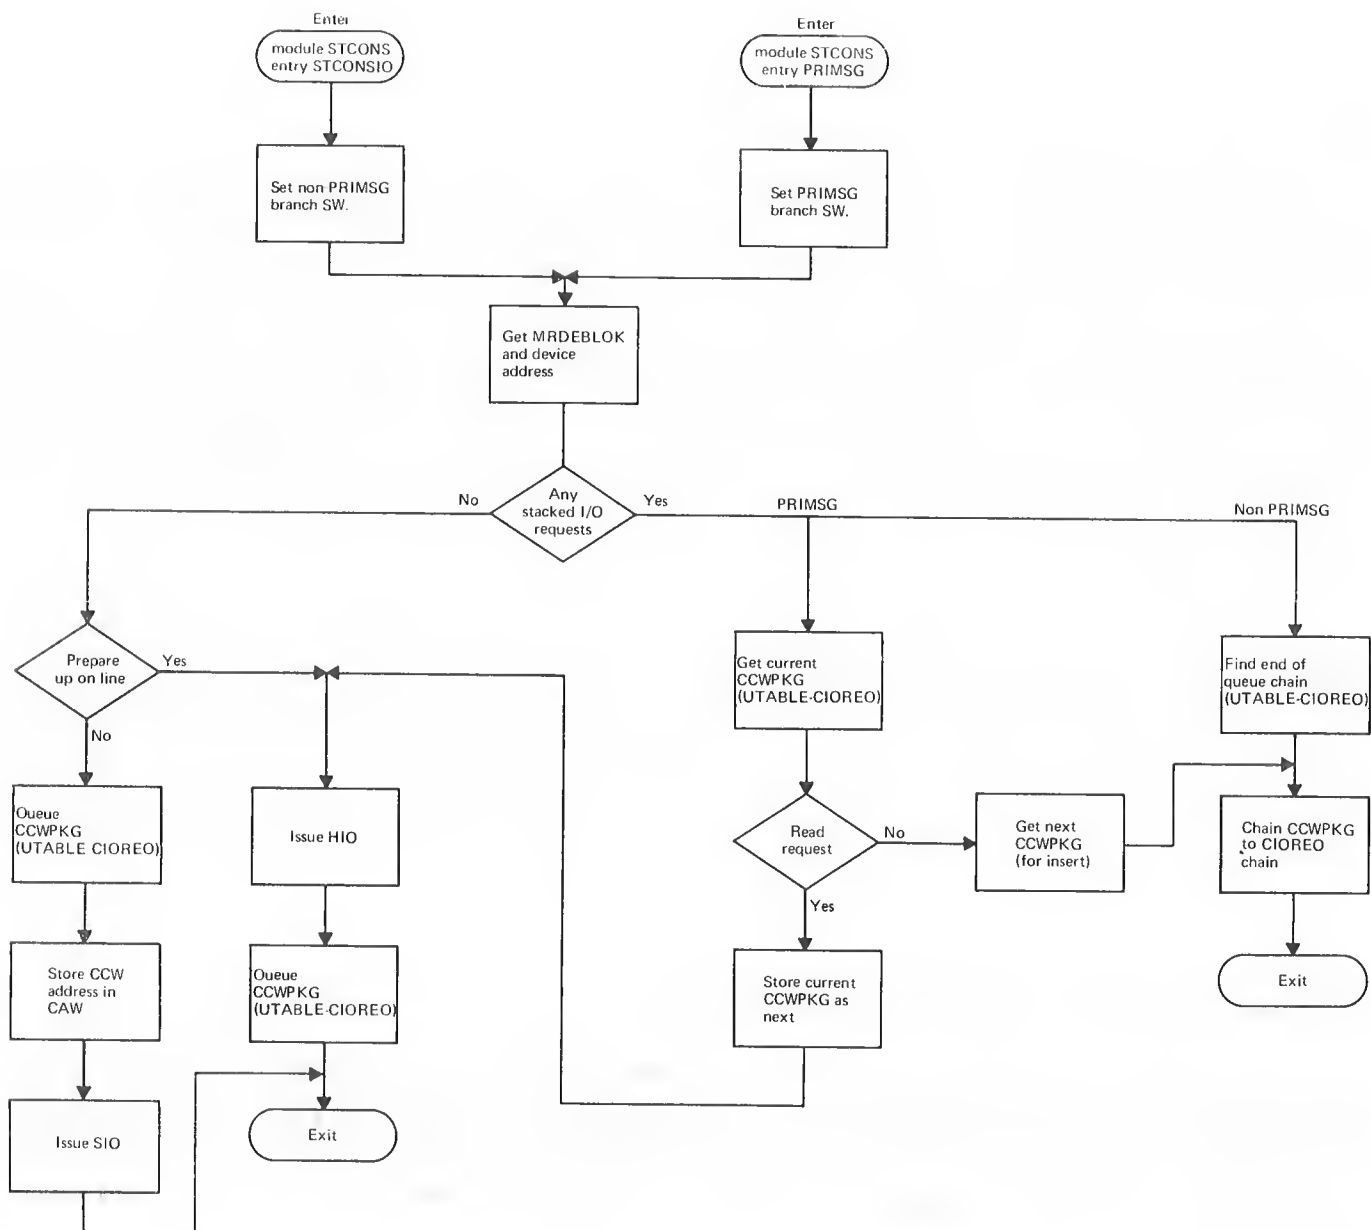 Enter
module STCONS
entry STCONSIO
Enter
module STCONS
entry PRIMSG
Set non-PRIMSG
branch SW.
Set PRIMSG
branch SW.
Get MRDEBLOK
and device
address
No
Any
stacked I/O
requests
Yes
PRIMSG
Non PRIMSG
Prepare
up on line
Yes
No
Get current
CCWPKG
(UTABLE-CIOREO)
Find end of
queue chain
(UTABLE-CIOREO)
Queue
CCWPKG
(UTABLE CIOREO)
Issue HIO
Read
request
No
Yes
Get next
CCWPKG
(for insert)
Chain CCWPKG
to CIOREO
chain
Store CCW
address in
CAW
Queue
CCWPKG
(UTABLE-CIOREO)
Store current
CCWPKG as
next
Exit
Issue SIO
Exit